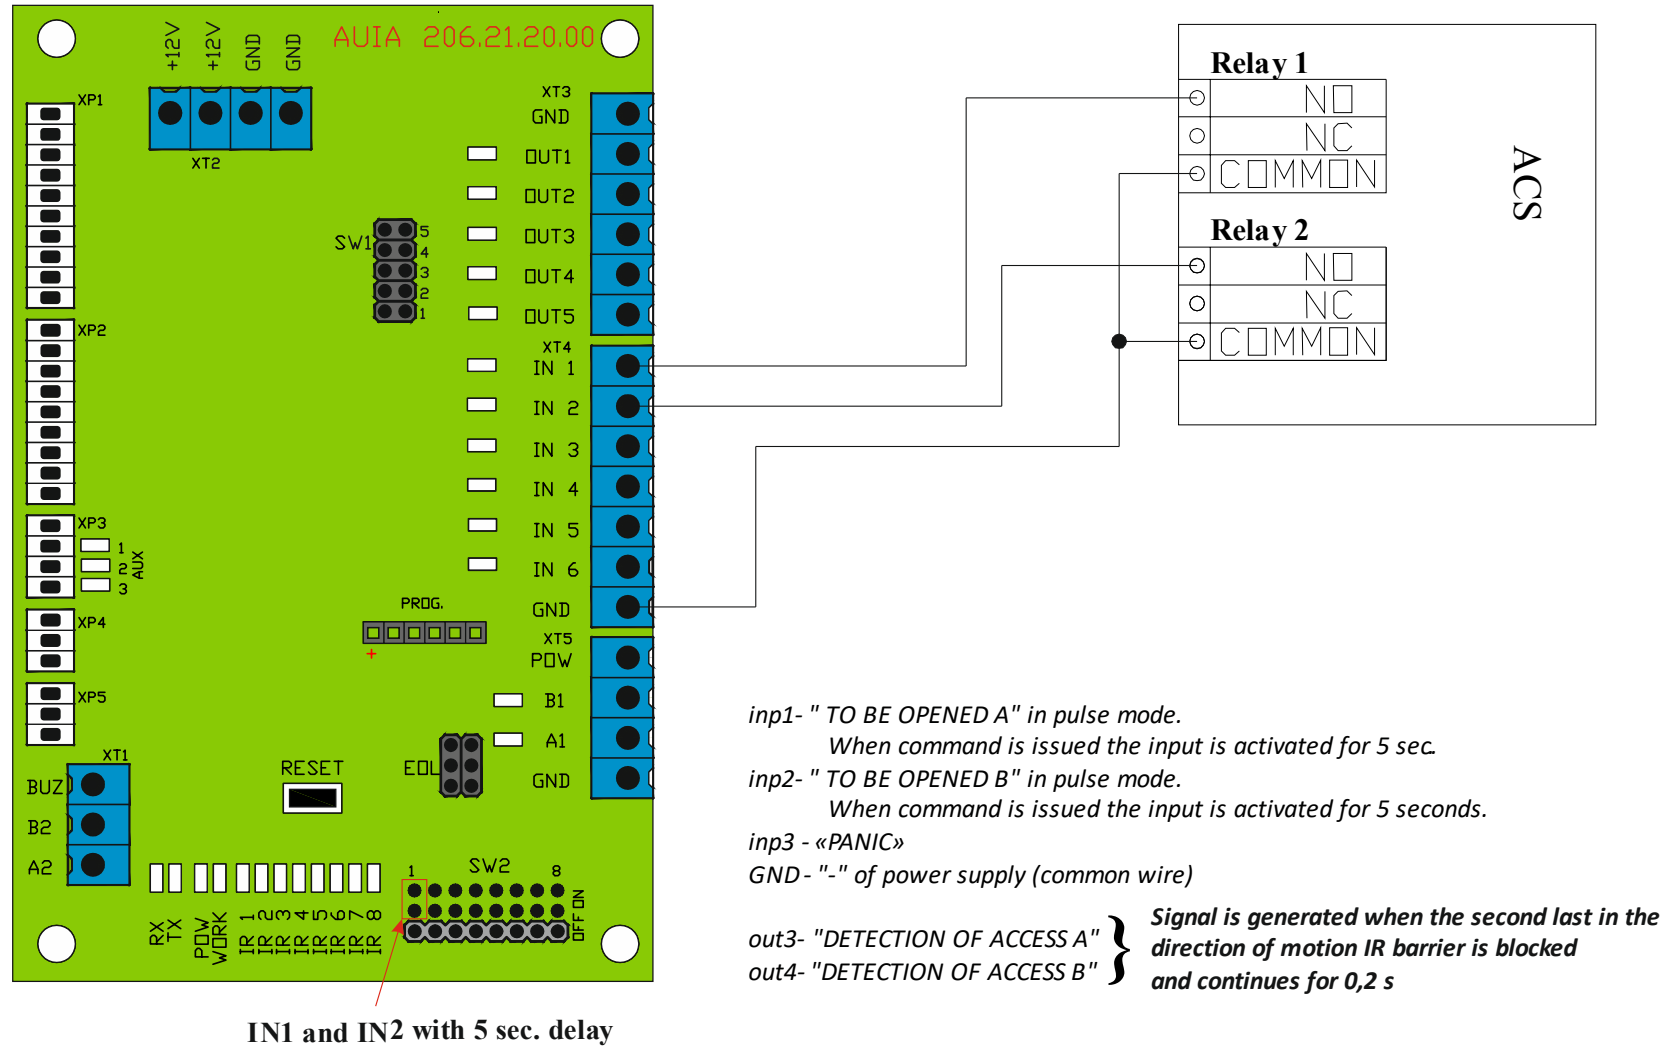 AUIA 206.21.20.00
+12V
+12V
GND
GND
XT2
XP1
XP2
XP3
1
2
3
AUX
XP4
XP5
XT1
BUZ
B2
A2
SW1
5
4
3
2
1
XT3
GND
OUT1
OUT2
OUT3
OUT4
OUT5
XT4
IN 1
IN 2
IN 3
IN 4
IN 5
IN 6
GND
XT5
POW
B1
A1
GND
PROG.
+
RESET
EOL
RX
TX
POW
WORK
IR 1
IR 2
IR 3
IR 4
IR 5
IR 6
IR 7
IR 8
SW2
1
8
OFF ON
IN1 and IN2 with 5 sec. delay
Relay 1
NO
NC
COMMON
Relay 2
NO
NC
COMMON
ACS
inp1- " TO BE OPENED A" in pulse mode.
When command is issued the input is activated for 5 sec.
inp2- " TO BE OPENED B" in pulse mode.
When command is issued the input is activated for 5 seconds.
inp3 - «PANIC»
GND - "-" of power supply (common wire)
out3- "DETECTION OF ACCESS A"
out4- "DETECTION OF ACCESS B"
}
Signal is generated when the second last in the
direction of motion IR barrier is blocked
and continues for 0,2 s